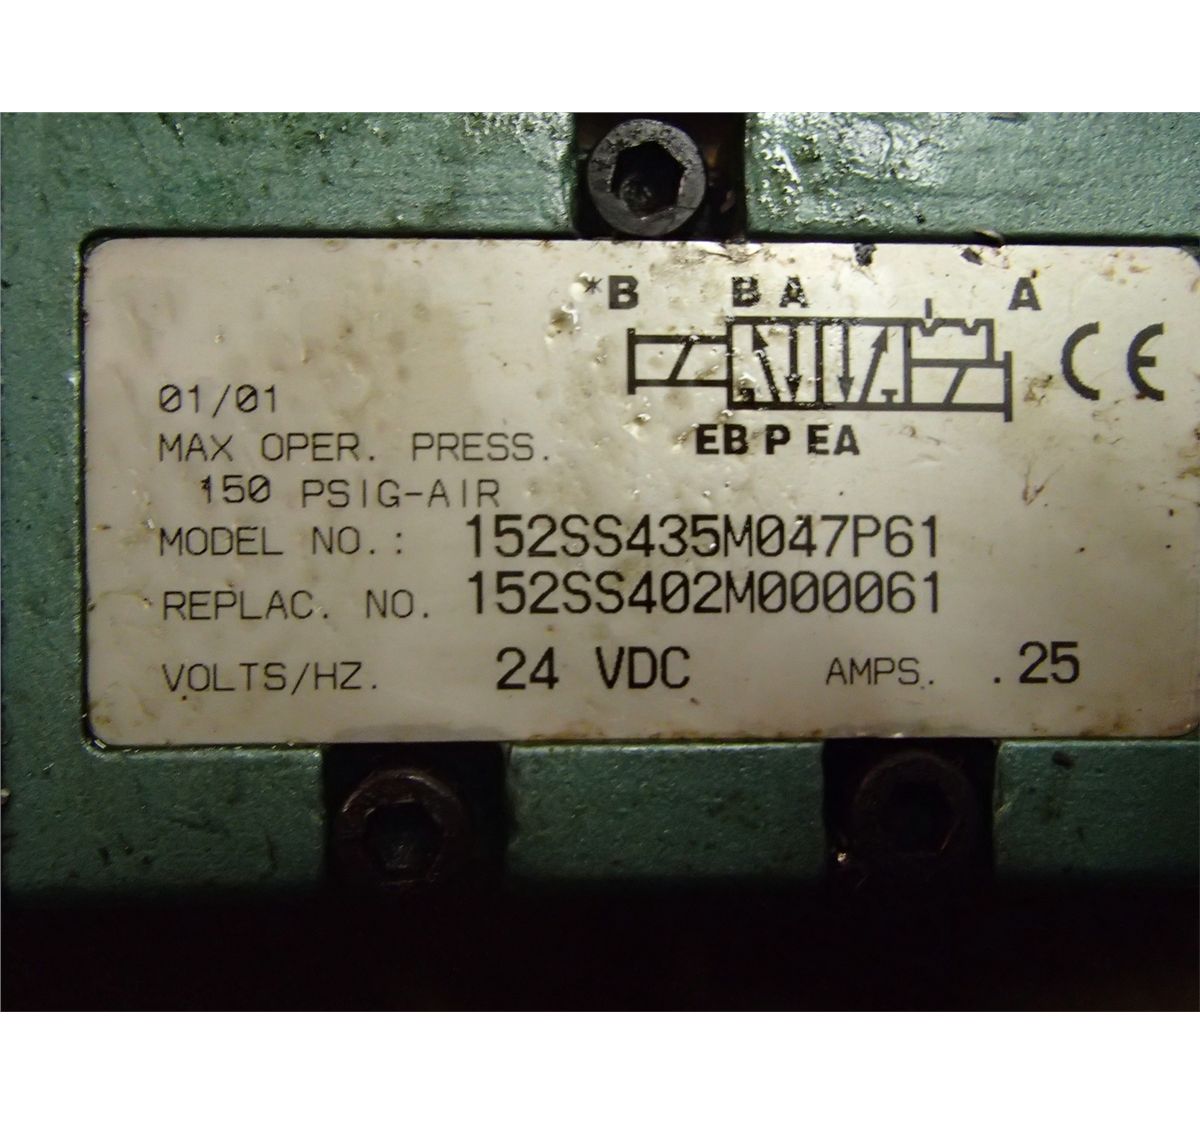 *B BA A
CE
01/01
EB P EA
MAX OPER. PRESS.
150 PSIG-AIR
MODEL NO.: 152SS435M047P61
REPLAC. NO. 152SS402M000061
VOLTS/HZ. 24 VDC AMPS. .25